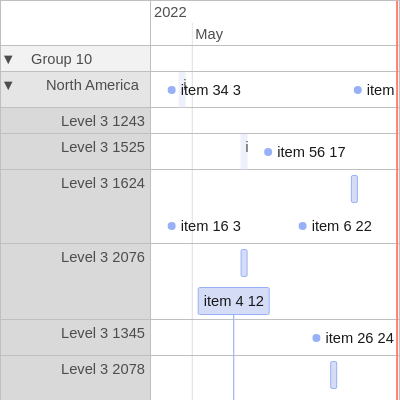 2022
May
▼ Group 10
▼ North America
i
item 34 3
item
Level 3 1243
Level 3 1525
i
item 56 17
Level 3 1624
item 16 3
item 6 22
Level 3 2076
item 4 12
Level 3 1345
item 26 24
Level 3 2078